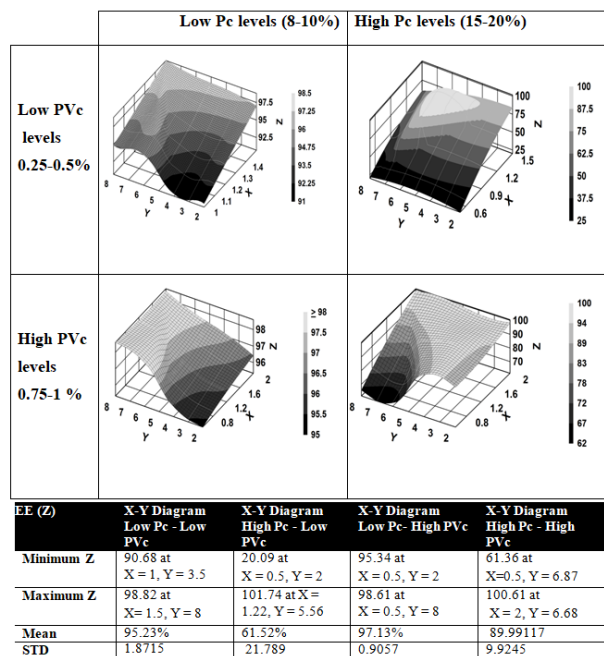 Low Pc levels (8-10%) High Pc levels (15-20%)
Low PVc
levels
0.25-0.5%
97.5
95
92.5
Z
1.4
1.3
1.2
1.1
1
X
8 7 6 5 4 3 2
Y
98.5
97.25
96
94.75
93.5
92.25
91
100
75
50
25
Z
1.5
1.2
0.9
0.6
X
8 7 6 5 4 3 2
Y
100
87.5
75
62.5
50
37.5
25
High PVc
levels
0.75-1 %
98
97
96
Z
2
1.6
1.2
0.8
X
8 7 6 5 4 3 2
Y
≥ 98
97.5
97
96.5
96
95.5
95
100
90
80
70
Z
2
1.6
1.2
0.8
X
8 7 6 5 4 3 2
Y
100
94
89
83
78
72
67
62
EE (Z) X-Y Diagram X-Y Diagram X-Y Diagram X-Y Diagram
Low Pc - Low High Pc - Low Low Pc- High PVc High Pc - High
PVc PVc PVc
Minimum Z 90.68 at 20.09 at 95.34 at 61.36 at
X = 1, Y = 3.5 X = 0.5, Y = 2 X = 0.5, Y = 2 X=0.5, Y = 6.87
Maximum Z 98.82 at 101.74 at X = 98.61 at 100.61 at
X= 1.5, Y = 8 1.22, Y = 5.56 X = 0.5, Y = 8 X = 2, Y = 6.68
Mean 95.23% 61.52% 97.13% 89.99117
STD 1.8715 21.789 0.9057 9.9245